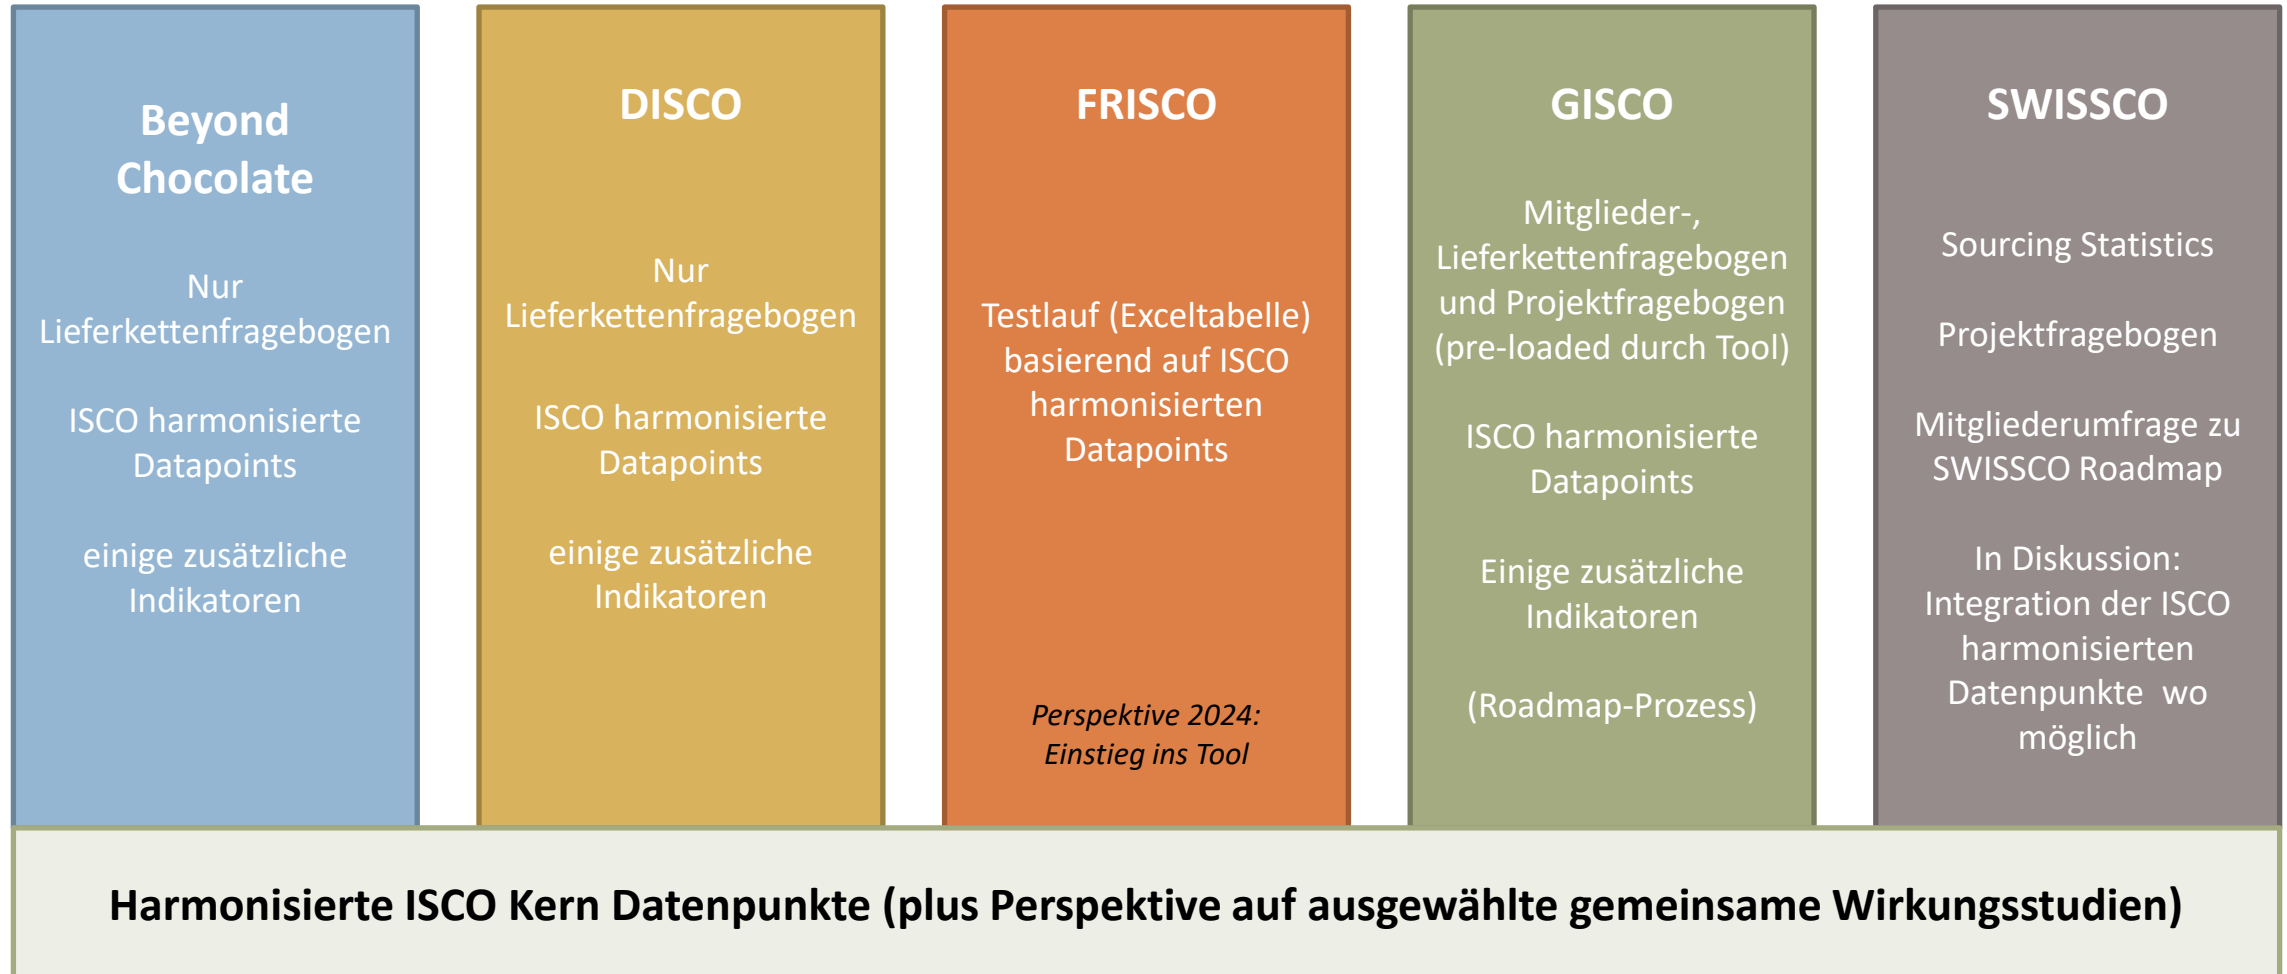 Beyond
Chocolate
Nur
Lieferkettenfragebogen
ISCO harmonisierte
Datapoints
einige zusätzliche
Indikatoren
DISCO
Nur
Lieferkettenfragebogen
ISCO harmonisierte
Datapoints
einige zusätzliche
Indikatoren
FRISCO
Testlauf (Exceltabelle)
basierend auf ISCO
harmonisierten
Datapoints
Perspektive 2024:
Einstieg ins Tool
GISCO
Mitglieder-,
Lieferkettenfragebogen
und Projektfragebogen
(pre-loaded durch Tool)
ISCO harmonisierte
Datapoints
Einige zusätzliche
Indikatoren
(Roadmap-Prozess)
SWISSCO
Sourcing Statistics
Projektfragebogen
Mitgliederumfrage zu
SWISSCO Roadmap
In Diskussion:
Integration der ISCO
harmonisierten
Datenpunkte  wo
möglich
Harmonisierte ISCO Kern Datenpunkte (plus Perspektive auf ausgewählte gemeinsame Wirkungsstudien)